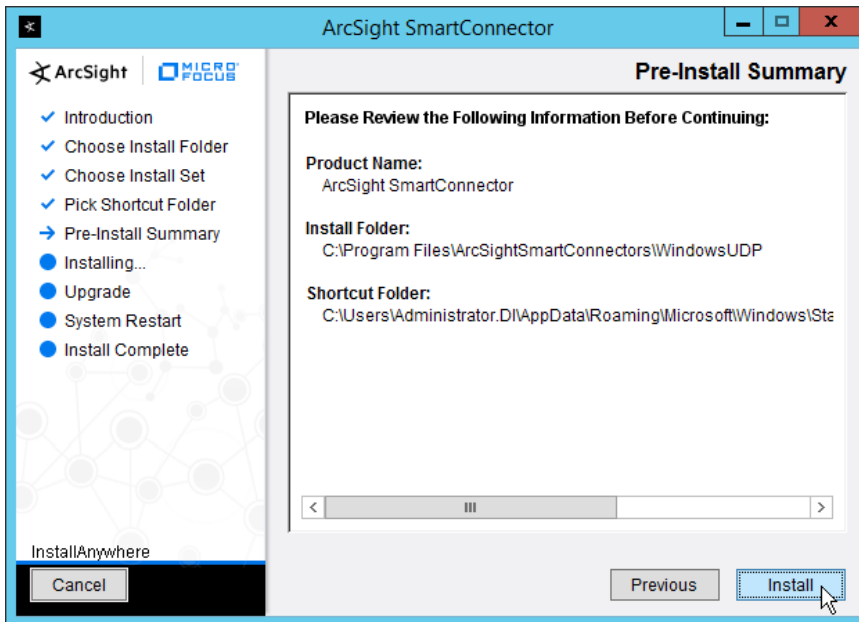 ArcSight SmartConnector
ArcSight
MICRO
FOCUS
Pre-Install Summary
Introduction
Choose Install Folder
Choose Install Set
Pick Shortcut Folder
Pre-Install Summary
Installing...
Upgrade
System Restart
Install Complete
Please Review the Following Information Before Continuing:
Product Name:
ArcSight SmartConnector
Install Folder:
C:\Program Files\ArcSightSmartConnectors\WindowsUDP
Shortcut Folder:
C:\Users\Administrator.DI\AppData\Roaming\Microsoft\Windows\Sta
InstallAnywhere
Cancel
Previous
Install